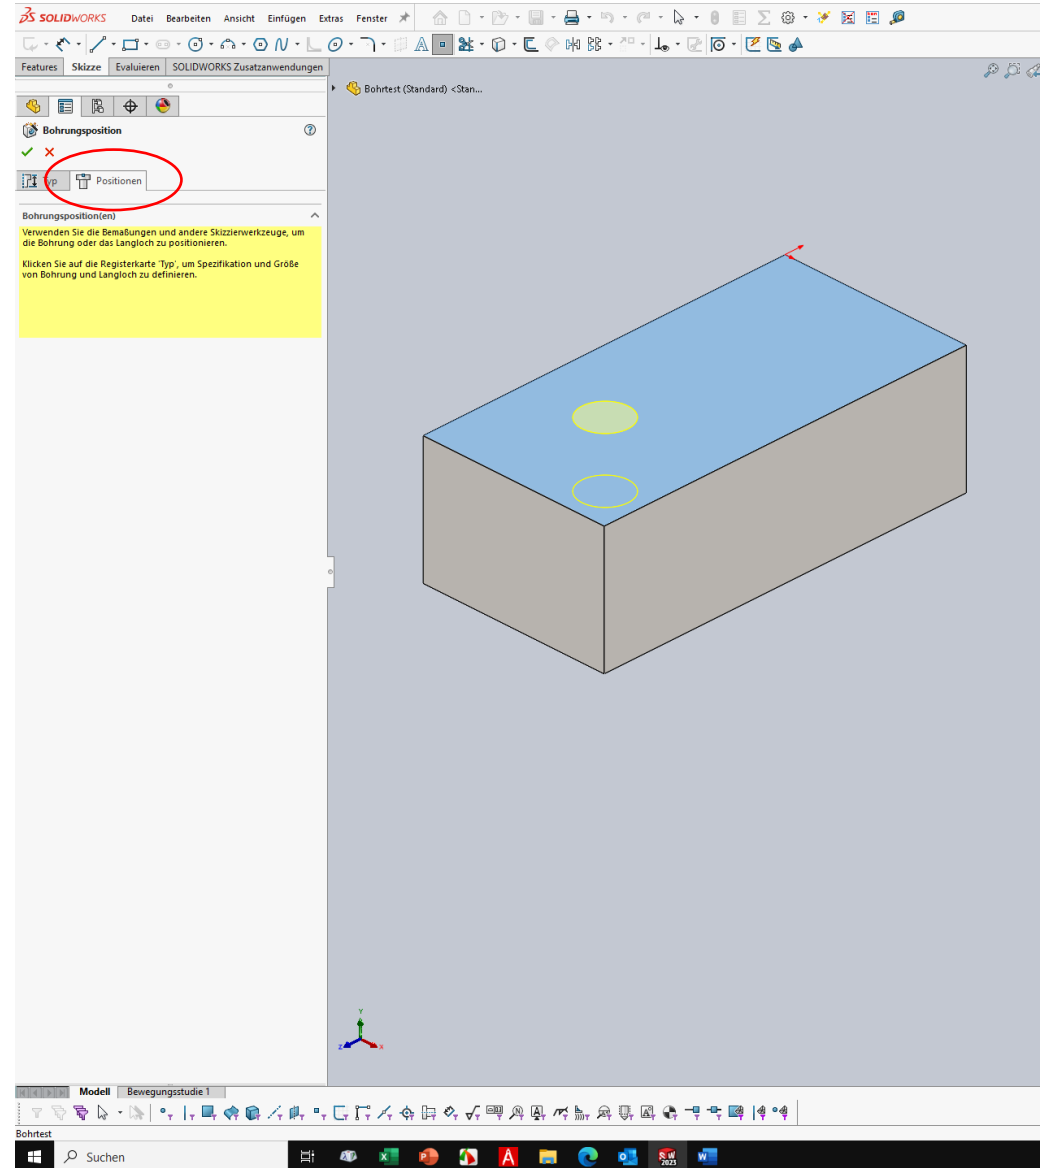 SOLIDWORKS Datei Bearbeiten Ansicht Einfügen Extras Fenster
Features Skizze Evaluieren SOLIDWORKS Zusatzanwendungen
Bohrtest (Standard) <Stan...
Bohrungsposition
Typ Positionen
Bohrungsposition(en)
Verwenden Sie die Bemaßungen und andere Skizzierwerkzeuge, um
die Bohrung oder das Langloch zu positionieren.
Klicken Sie auf die Registerkarte 'Typ', um Spezifikation und Größe
von Bohrung und Langloch zu definieren.
Y
Z X
Modell Bewegungsstudie 1
Bohrtest
Suchen
SW
2023